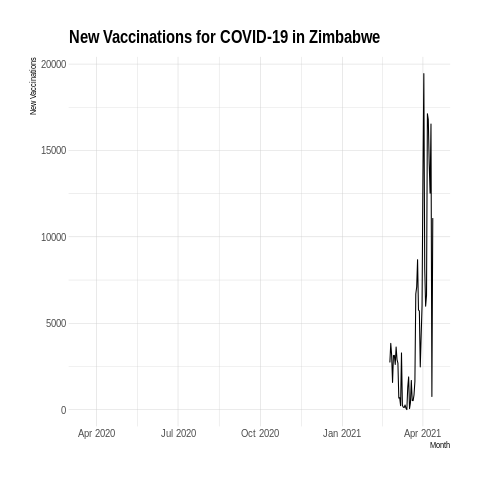 New Vaccinations for COVID-19 in Zimbabwe
New Vaccinations
20000
15000
10000
5000
0
Apr 2020 Jul 2020 Oct 2020 Jan 2021 Apr 2021
Month